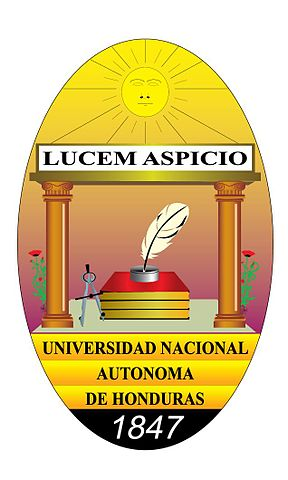 LUCEM ASPICIO
UNIVERSIDAD NACIONAL
AUTONOMA
DE HONDURAS
1847